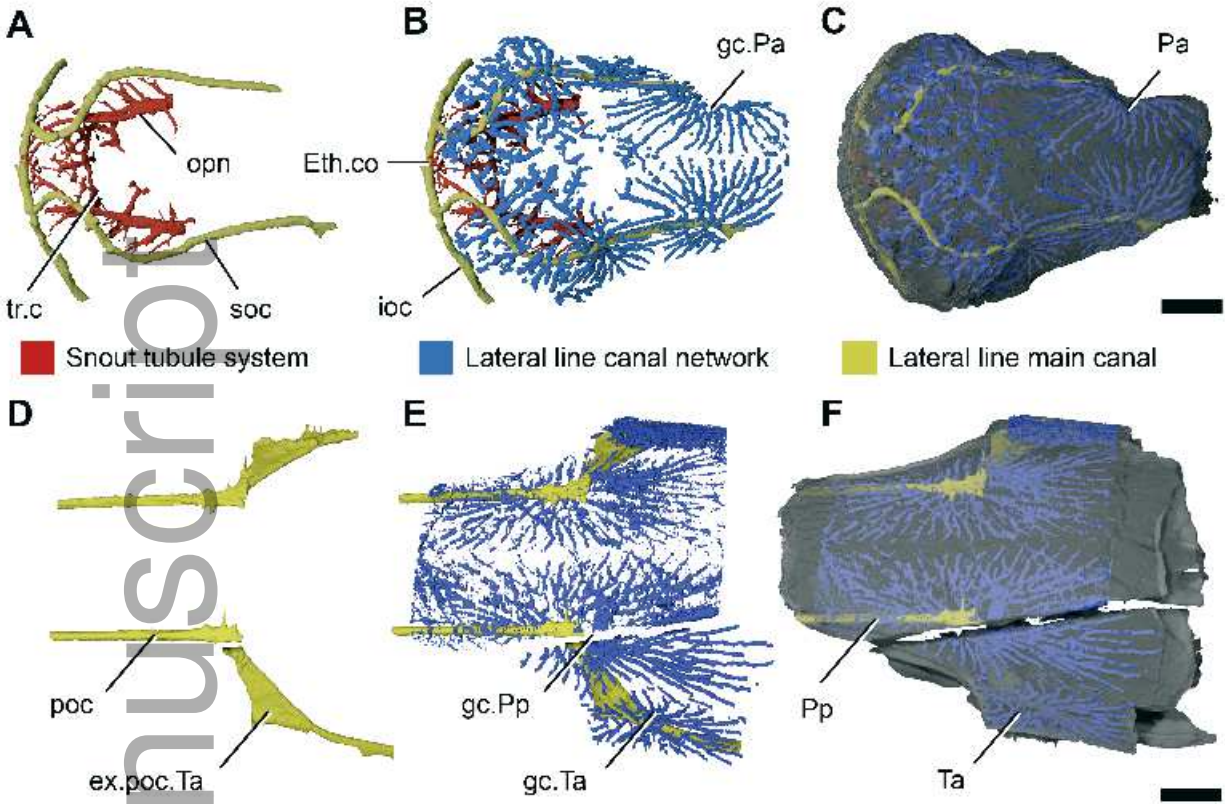 A
B
C
opn
tr.c
soc
Eth.co
gc.Pa
ioc
Pa
Snout tubule system
Lateral line canal network
Lateral line main canal
D
E
F
poc
ex.poc.Ta
gc.Pp
gc.Ta
Pp
Ta
nuscript